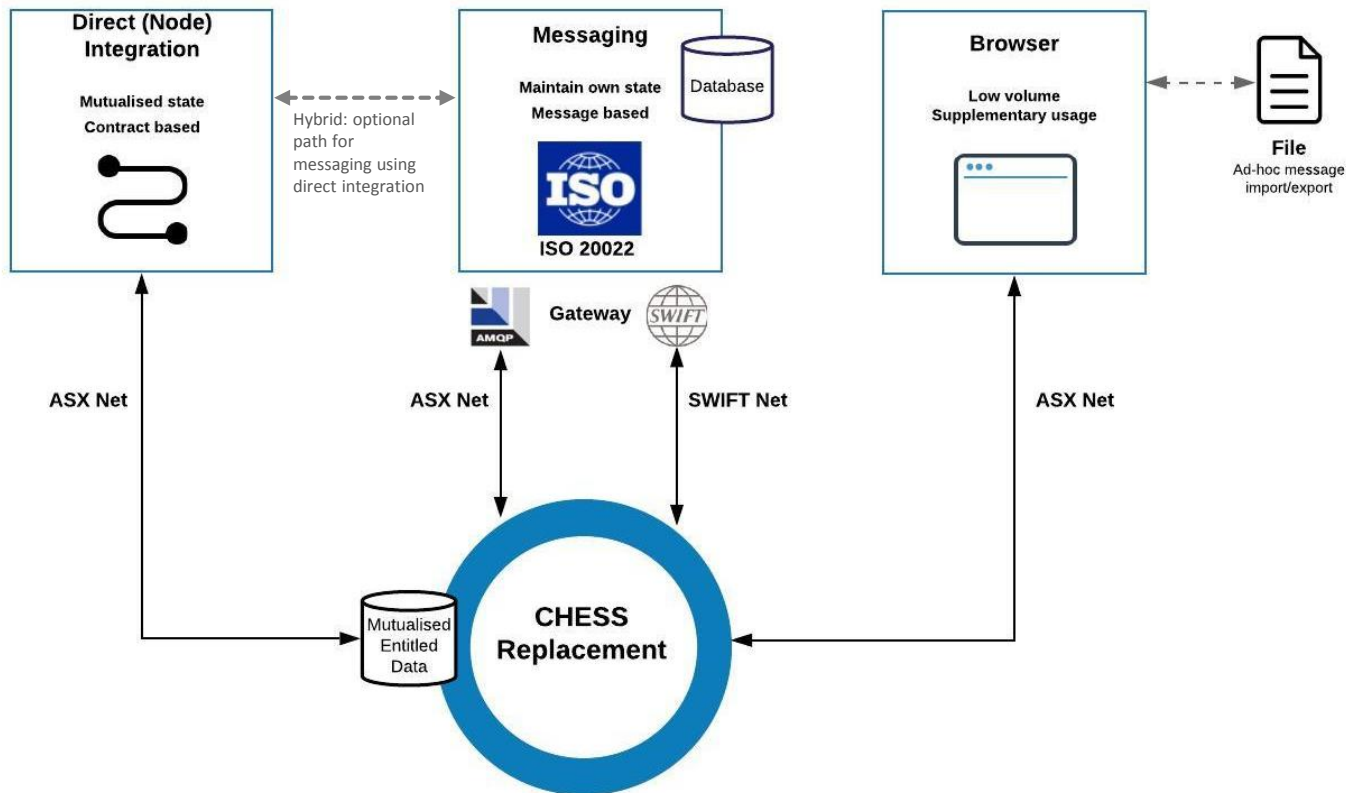 Direct (Node)
Integration
Mutualised state
Contract based
Hybrid: optional
path for
messaging using
direct integration
Messaging
Maintain own state
Message based
Database
ISO
ISO 20022
Browser
Low volume
Supplementary usage
File
Ad-hoc message
import/export
AMQP
Gateway
SWIFT
ASX Net
ASX Net
SWIFT Net
ASX Net
Mutualised
Entitled
Data
CHESS
Replacement